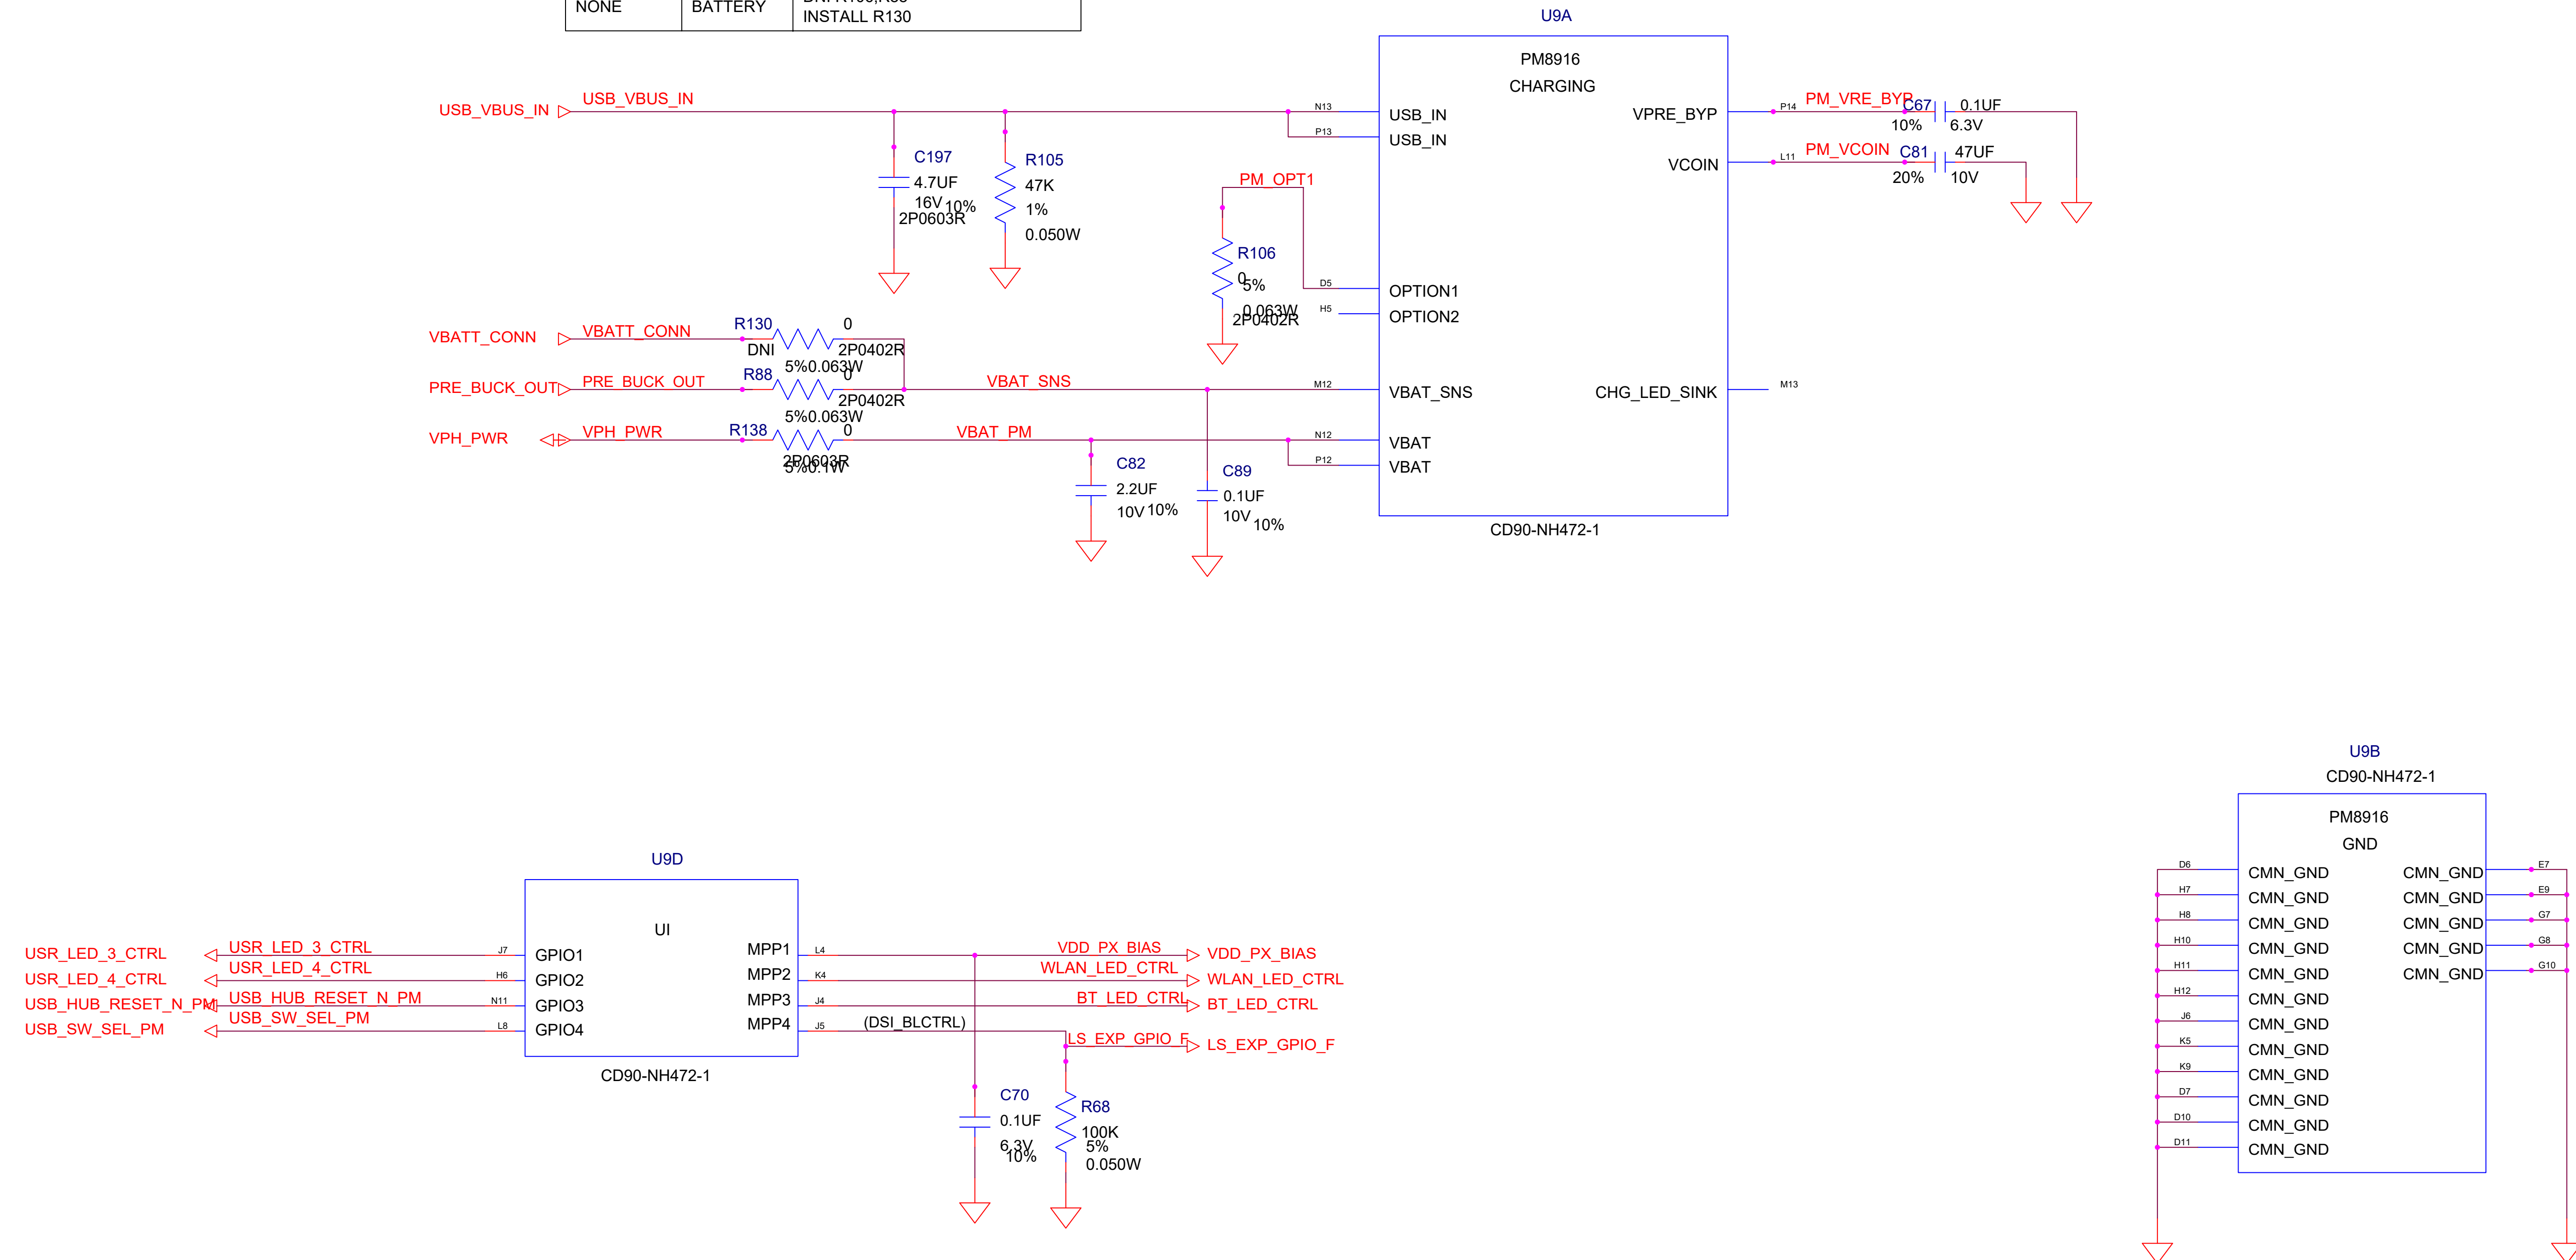 NONE
BATTERY
INSTALL R130
U9A
PM8916
CHARGING
USB_VBUS_IN
USB_VBUS_IN
N13
USB_IN
P13
USB_IN
VPRE_BYP
P14
PM_VRE_BYP
C67
0.1UF
10%
6.3V
VCOIN
L11
PM_VCOIN
C81
47UF
20%
10V
C197
4.7UF
16V
10%
2P0603R
R105
47K
1%
0.050W
PM_OPT1
R106
0
5%
0.063W
2P0402R
D5
OPTION1
H5
OPTION2
VBATT_CONN
VBATT_CONN
R130
0
DNI
2P0402R
5%0.063W
PRE_BUCK_OUT
PRE_BUCK_OUT
R88
0
2P0402R
5%0.063W
VBAT_SNS
M12
VBAT_SNS
CHG_LED_SINK
M13
VPH_PWR
VPH_PWR
R138
0
2P0603R
5%0.1W
VBAT_PM
N12
VBAT
P12
VBAT
C82
2.2UF
10V
10%
C89
0.1UF
10V
10%
CD90-NH472-1
U9B
CD90-NH472-1
PM8916
GND
D6
CMN_GND
CMN_GND
E7
H7
CMN_GND
CMN_GND
E9
H8
CMN_GND
CMN_GND
G7
H10
CMN_GND
CMN_GND
G8
H11
CMN_GND
CMN_GND
G10
H12
CMN_GND
J6
CMN_GND
K5
CMN_GND
K9
CMN_GND
D7
CMN_GND
D10
CMN_GND
D11
CMN_GND
U9D
UI
USR_LED_3_CTRL
USR_LED_3_CTRL
J7
GPIO1
MPP1
L4
VDD_PX_BIAS
VDD_PX_BIAS
USR_LED_4_CTRL
USR_LED_4_CTRL
H6
GPIO2
MPP2
K4
WLAN_LED_CTRL
WLAN_LED_CTRL
USB_HUB_RESET_N_PM
USB_HUB_RESET_N_PM
N11
GPIO3
MPP3
J4
BT_LED_CTRL
BT_LED_CTRL
USB_SW_SEL_PM
USB_SW_SEL_PM
L8
GPIO4
MPP4
J5
(DSI_BLCTRL)
LS_EXP_GPIO_F
LS_EXP_GPIO_F
CD90-NH472-1
C70
0.1UF
6.3V
10%
R68
100K
5%
0.050W